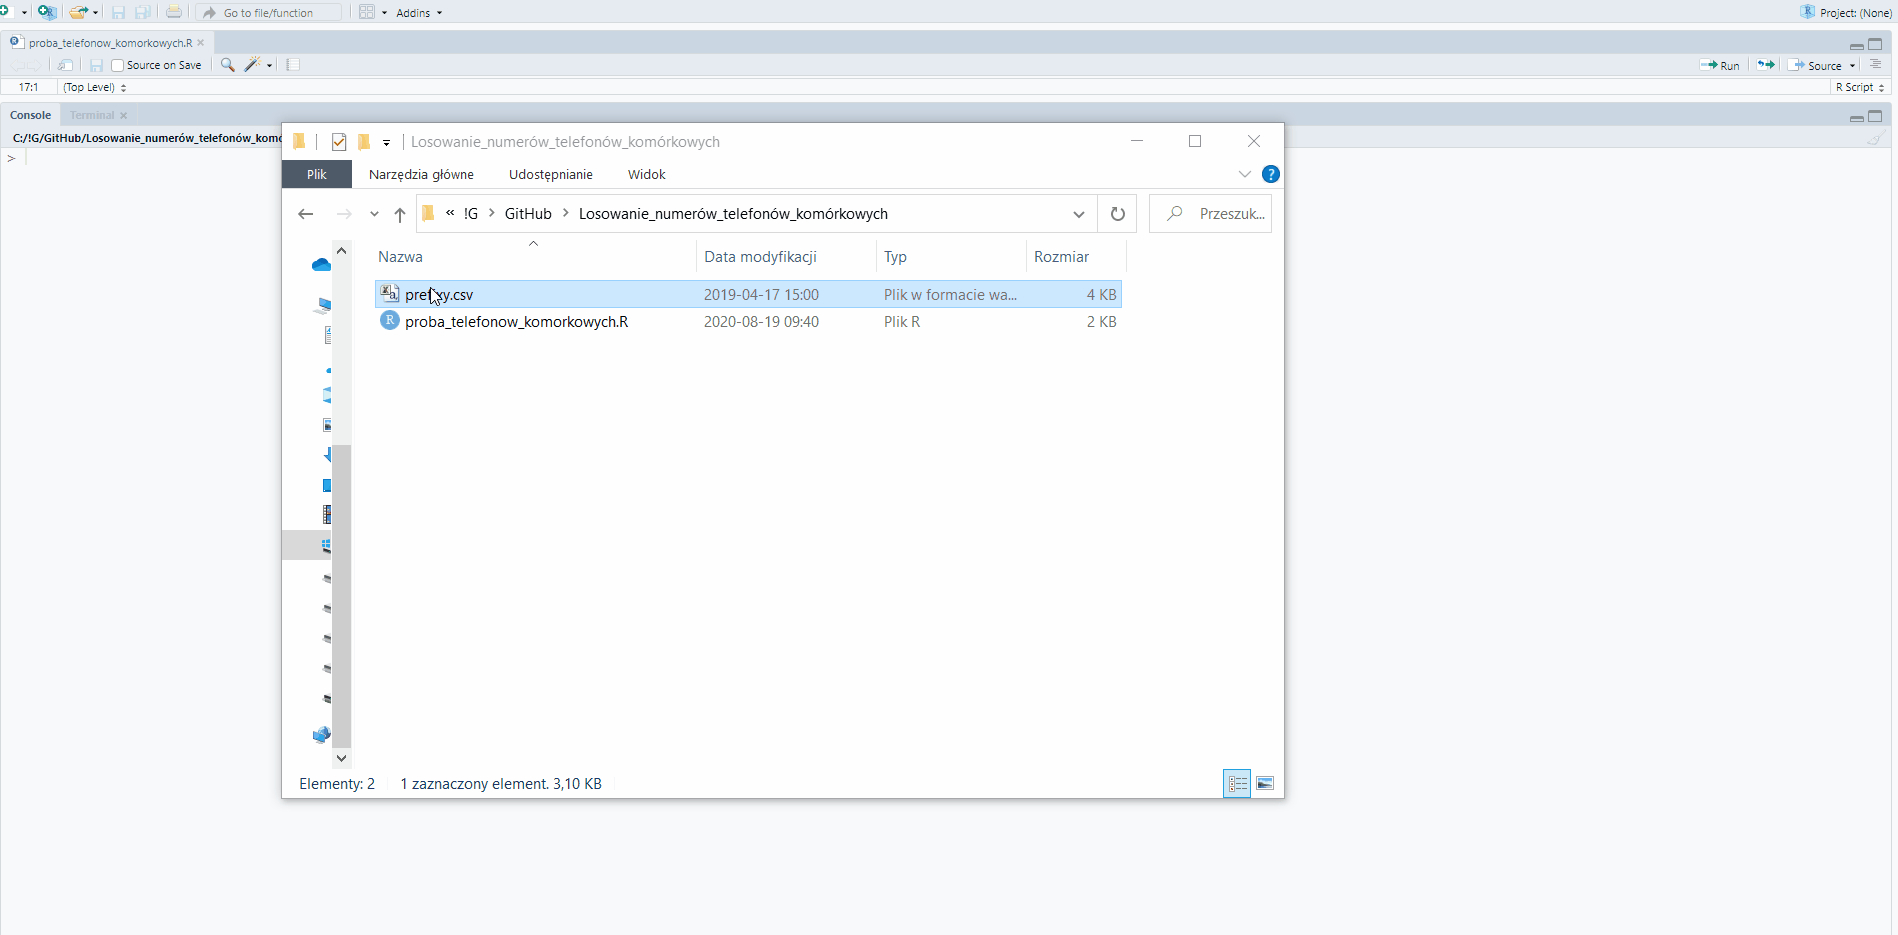 Go to file/function Addins Project: (None)
proba_telefonow_komorkowych.R
Source on Save Run Source
17:1 (Top Level) R Script
Console Terminal
C:/!G/GitHub/Losowanie_numerów_telefonów_komó
>
Losowanie_numerów_telefonów_komórkowych
Plik Narzędzia główne Udostępnianie Widok ?
« !G > GitHub > Losowanie_numerów_telefonów_komórkowych Przeszuk...
Nazwa Data modyfikacji Typ Rozmiar
prefixy.csv 2019-04-17 15:00 Plik w formacie wa... 4 KB
proba_telefonow_komorkowych.R 2020-08-19 09:40 Plik R 2 KB
Elementy: 2 1 zaznaczony element. 3,10 KB